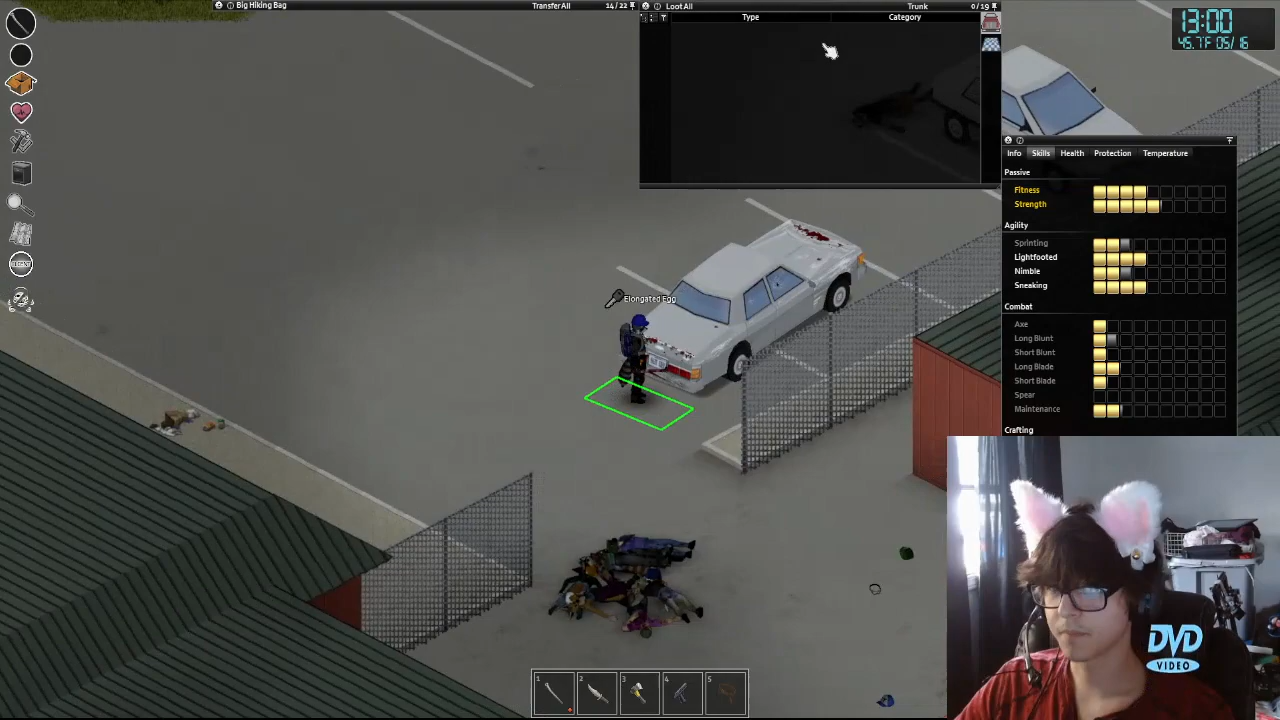 Big Hiking Bag Transfer All 14 / 22
Loot All Trunk 0 / 19
Type Category
13:00
45.7°F 05/16
Info Skills Health Protection Temperature
Passive
Fitness
Strength
Agility
Sprinting
Lightfooted
Nimble
Sneaking
Combat
Axe
Long Blunt
Short Blunt
Long Blade
Short Blade
Spear
Maintenance
Crafting
Elongated Egg
1 2 3 4 5
DVD
VIDEO